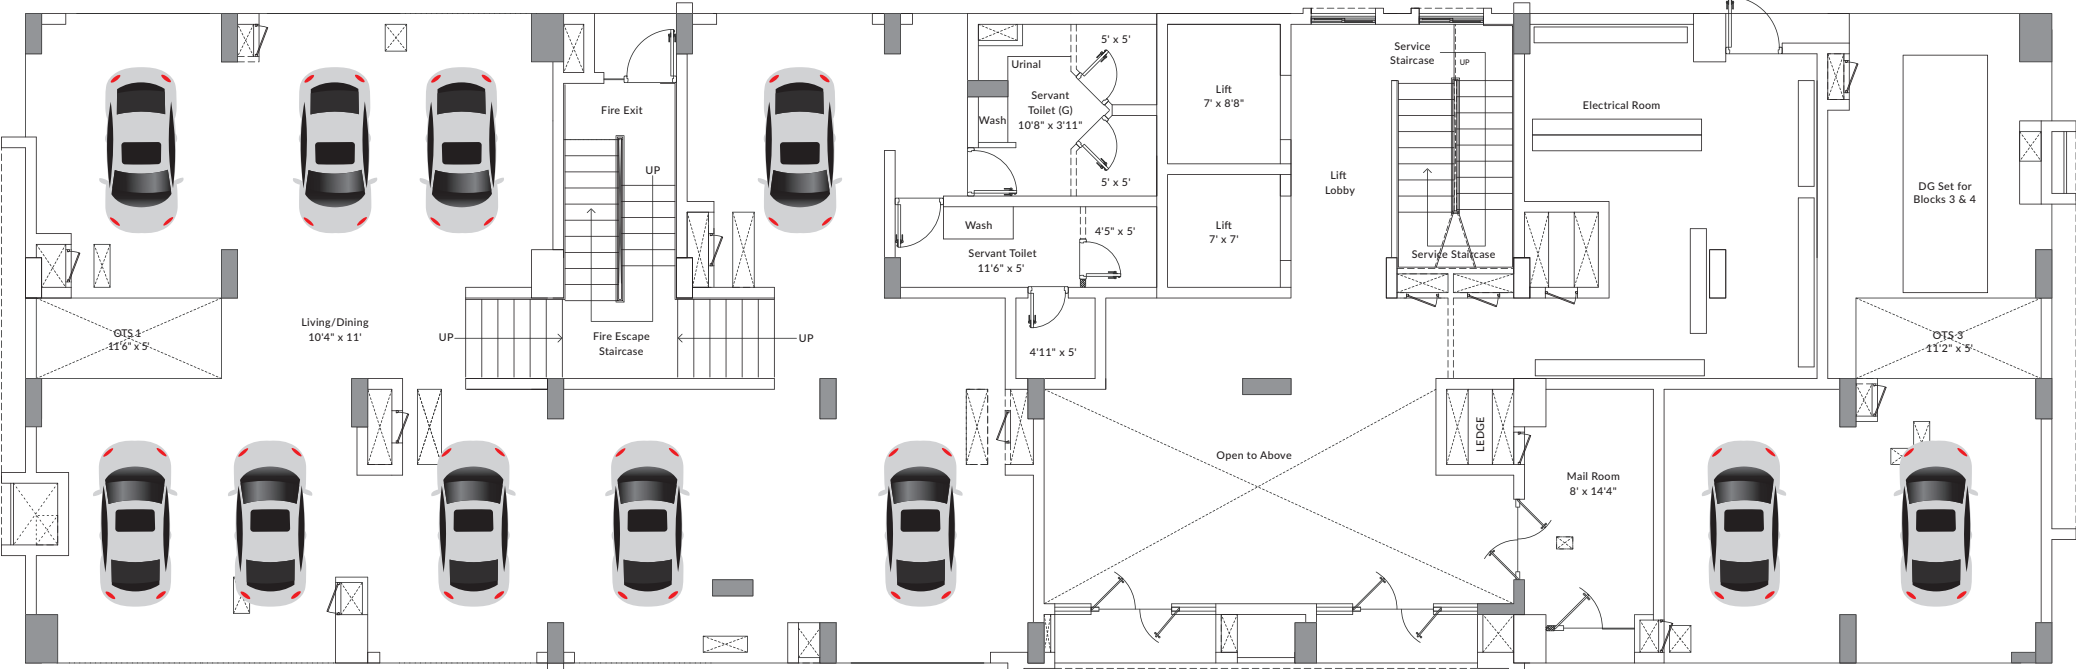 5' x 5'
Urinal
Service
Staircase
UP
Fire Exit
Servant
Toilet (G)
10'8" x 3'11"
Wash
Lift
7' x 8'8"
Electrical Room
UP
5' x 5'
Lift
Lobby
DG Set for
Blocks 3 & 4
Wash
4'5" x 5'
Lift
7' x 7'
Servant Toilet
11'6" x 5'
Service Staircase
OTS 1
11'6" x 5'
Living/Dining
10'4" x 11'
UP
Fire Escape
Staircase
UP
4'11" x 5'
OTS 3
11'2" x 5'
LEDGE
Open to Above
Mail Room
8' x 14'4"